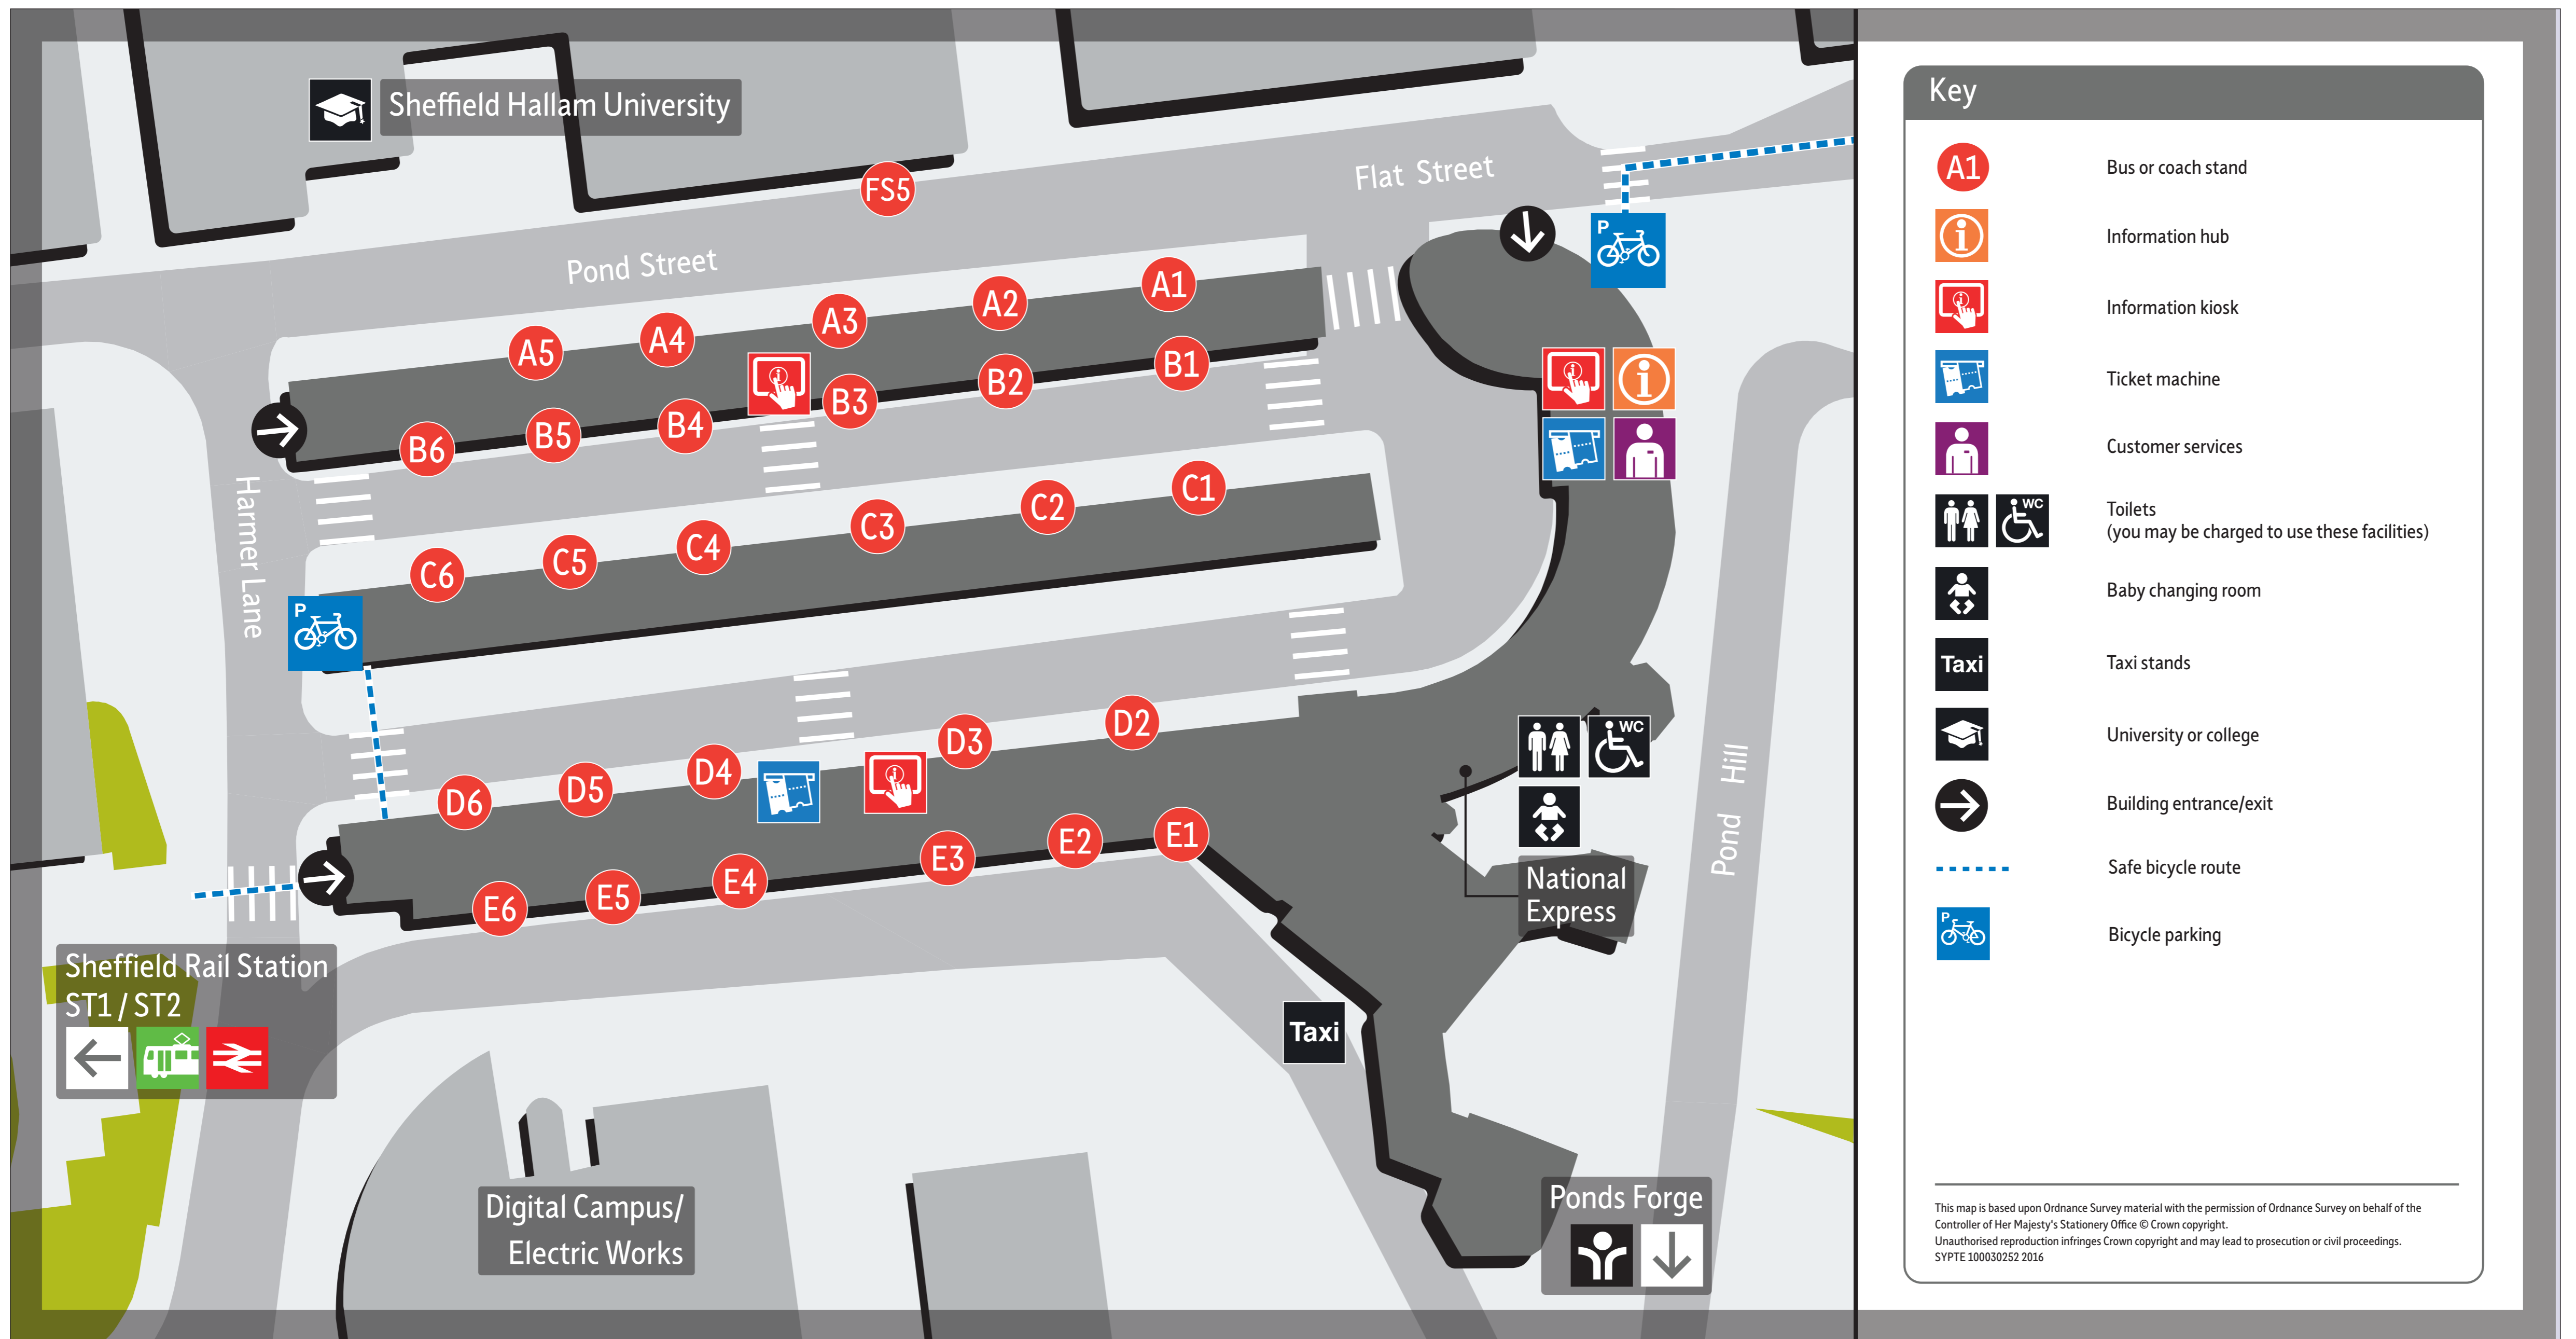 Sheffield Hallam University
FS5
Flat Street
P
Pond Street
A1
A2
A3
A4
A5
B1
B2
B3
B4
B5
B6
Harmer Lane
C1
C2
C3
C4
C5
C6
P
D2
D3
D4
D5
D6
E1
E2
E3
E4
E5
E6
WC
Pond Hill
National
Express
Taxi
Sheffield Rail Station
ST1 / ST2
Digital Campus/
Electric Works
Ponds Forge
Key
A1 Bus or coach stand
Information hub
Information kiosk
Ticket machine
Customer services
WC
Toilets
(you may be charged to use these facilities)
Baby changing room
Taxi Taxi stands
University or college
Building entrance/exit
Safe bicycle route
P Bicycle parking
This map is based upon Ordnance Survey material with the permission of Ordnance Survey on behalf of the
Controller of Her Majesty's Stationery Office © Crown copyright.
Unauthorised reproduction infringes Crown copyright and may lead to prosecution or civil proceedings.
SYPTE 100030252 2016